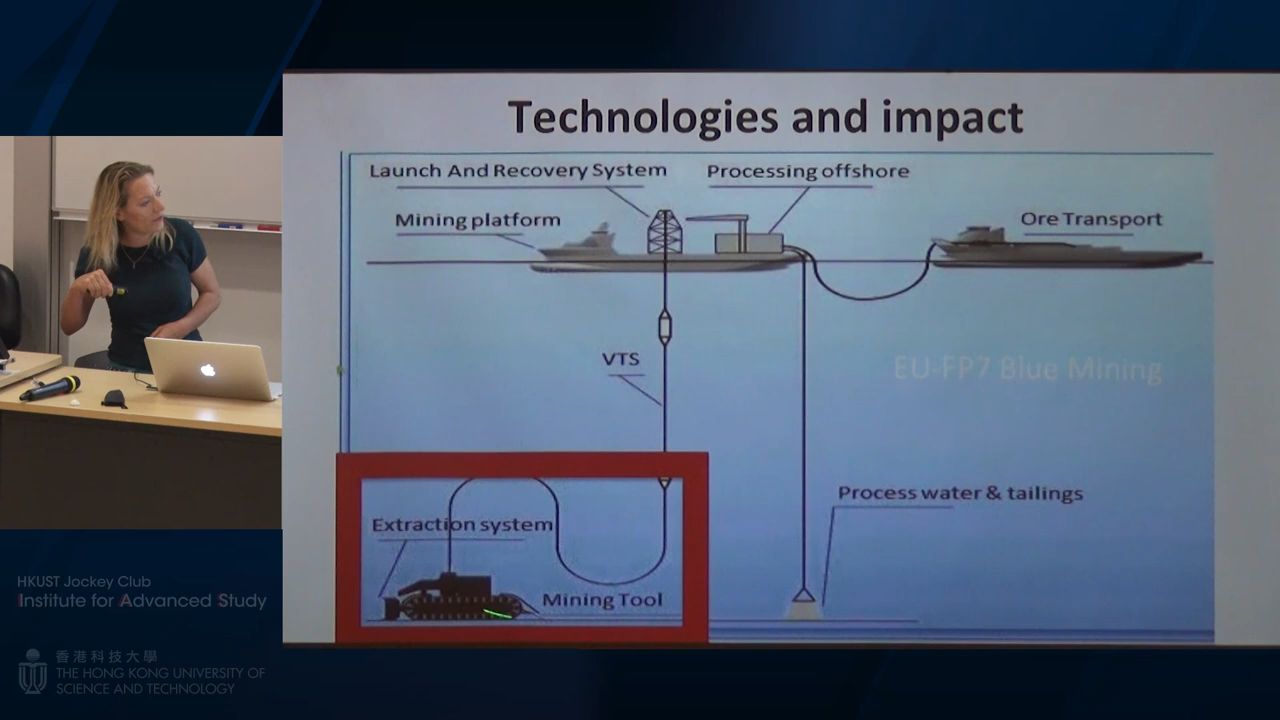 Technologies and impact
Launch And Recovery System
Processing offshore
Mining platform
Ore Transport
VTS
EU-FP7 Blue MIning
Process water & tailings
Extraction system
Mining Tool
HKUST Jockey Club
Institute for Advanced Study
香港科技大學
THE HONG KONG UNIVERSITY OF
SCIENCE AND TECHNOLOGY